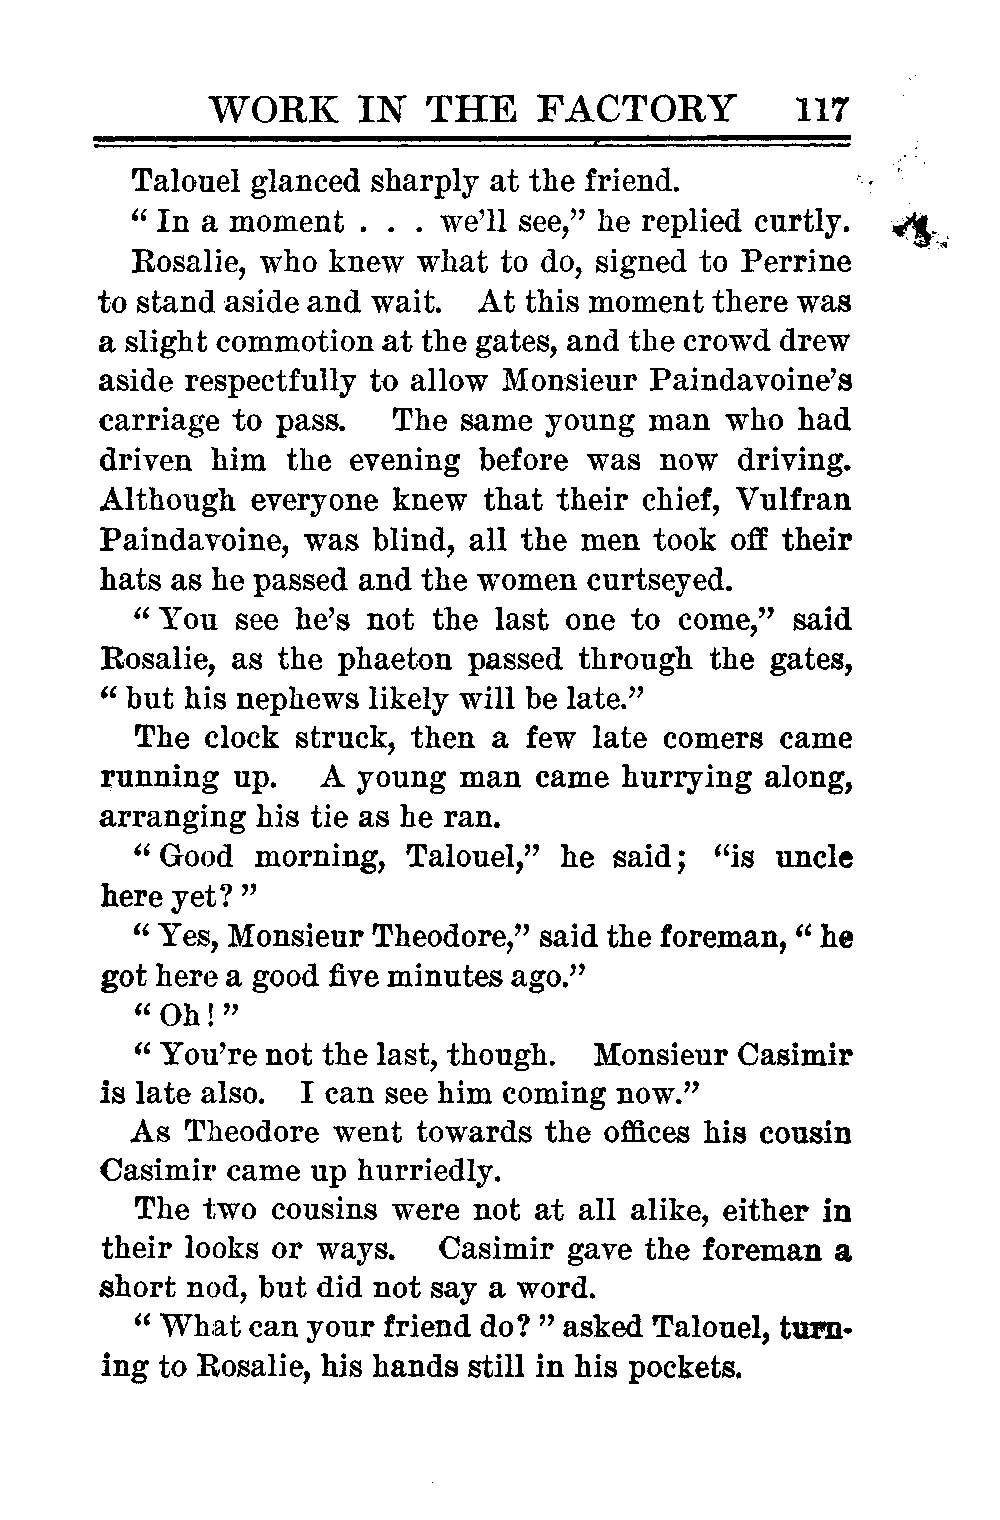 WORK IN THE FACTORY 117
Talouel glanced sharply at the friend.
“ In a moment . . . we’ll see,” he replied curtly.
Rosalie, who knew what to do, signed to Perrine
to stand aside and wait. At this moment there was
a slight commotion at the gates, and the crowd drew
aside respectfully to allow Monsieur Paindavoine’s
carriage to pass. The same young man who had
driven him the evening before was now driving.
Although everyone knew that their chief, Vulfran
Paindavoine, was blind, all the men took off their
hats as he passed and the women curtseyed.
“ You see he’s not the last one to come,” said
Rosalie, as the phaeton passed through the gates,
“ but his nephews likely will be late.”
The clock struck, then a few late comers came
running up. A young man came hurrying along,
arranging his tie as he ran.
“ Good morning, Talouel,” he said; “is uncle
here yet? ”
“ Yes, Monsieur Theodore,” said the foreman, “ he
got here a good five minutes ago.”
“ Oh! ”
“ You’re not the last, though. Monsieur Casimir
is late also. I can see him coming now.”
As Theodore went towards the offices his cousin
Casimir came up hurriedly.
The two cousins were not at all alike, either in
their looks or ways. Casimir gave the foreman a
short nod, but did not say a word.
“ What can your friend do? ” asked Talouel, turn-
ing to Rosalie, his hands still in his pockets.